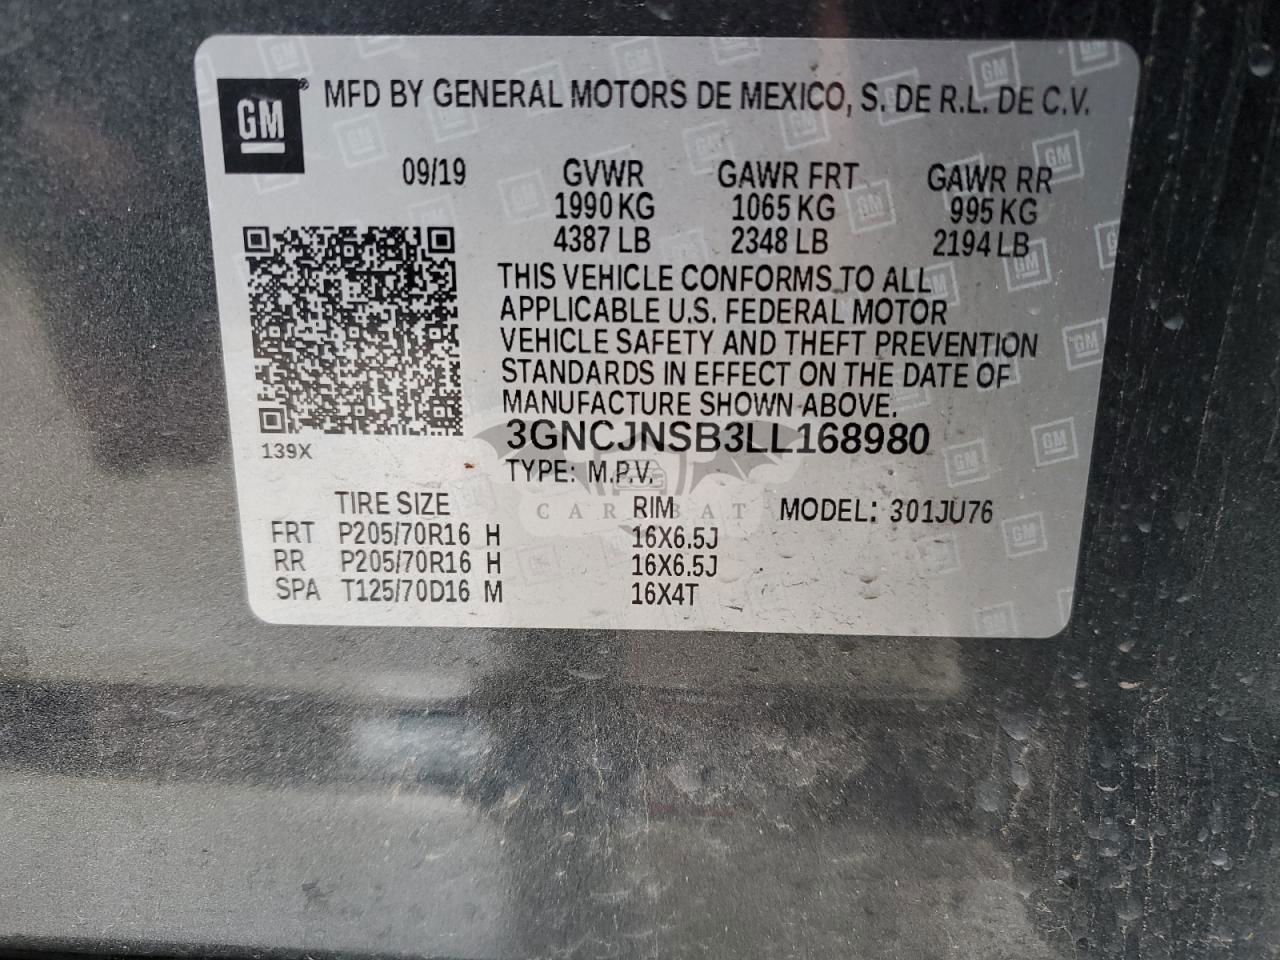 GM® MFD BY GENERAL MOTORS DE MEXICO, S. DE R.L. DE C.V.
09/19 GVWR GAWR FRT GAWR RR
1990 KG 1065 KG 995 KG
4387 LB 2348 LB 2194 LB
THIS VEHICLE CONFORMS TO ALL
APPLICABLE U.S. FEDERAL MOTOR
VEHICLE SAFETY AND THEFT PREVENTION
STANDARDS IN EFFECT ON THE DATE OF
MANUFACTURE SHOWN ABOVE.
139X
3GNCJNSB3LL168980
TYPE: M.P.V.
CAR BAT
TIRE SIZE RIM MODEL: 301JU76
FRT P205/70R16 H 16X6.5J
RR P205/70R16 H 16X6.5J
SPA T125/70D16 M 16X4T